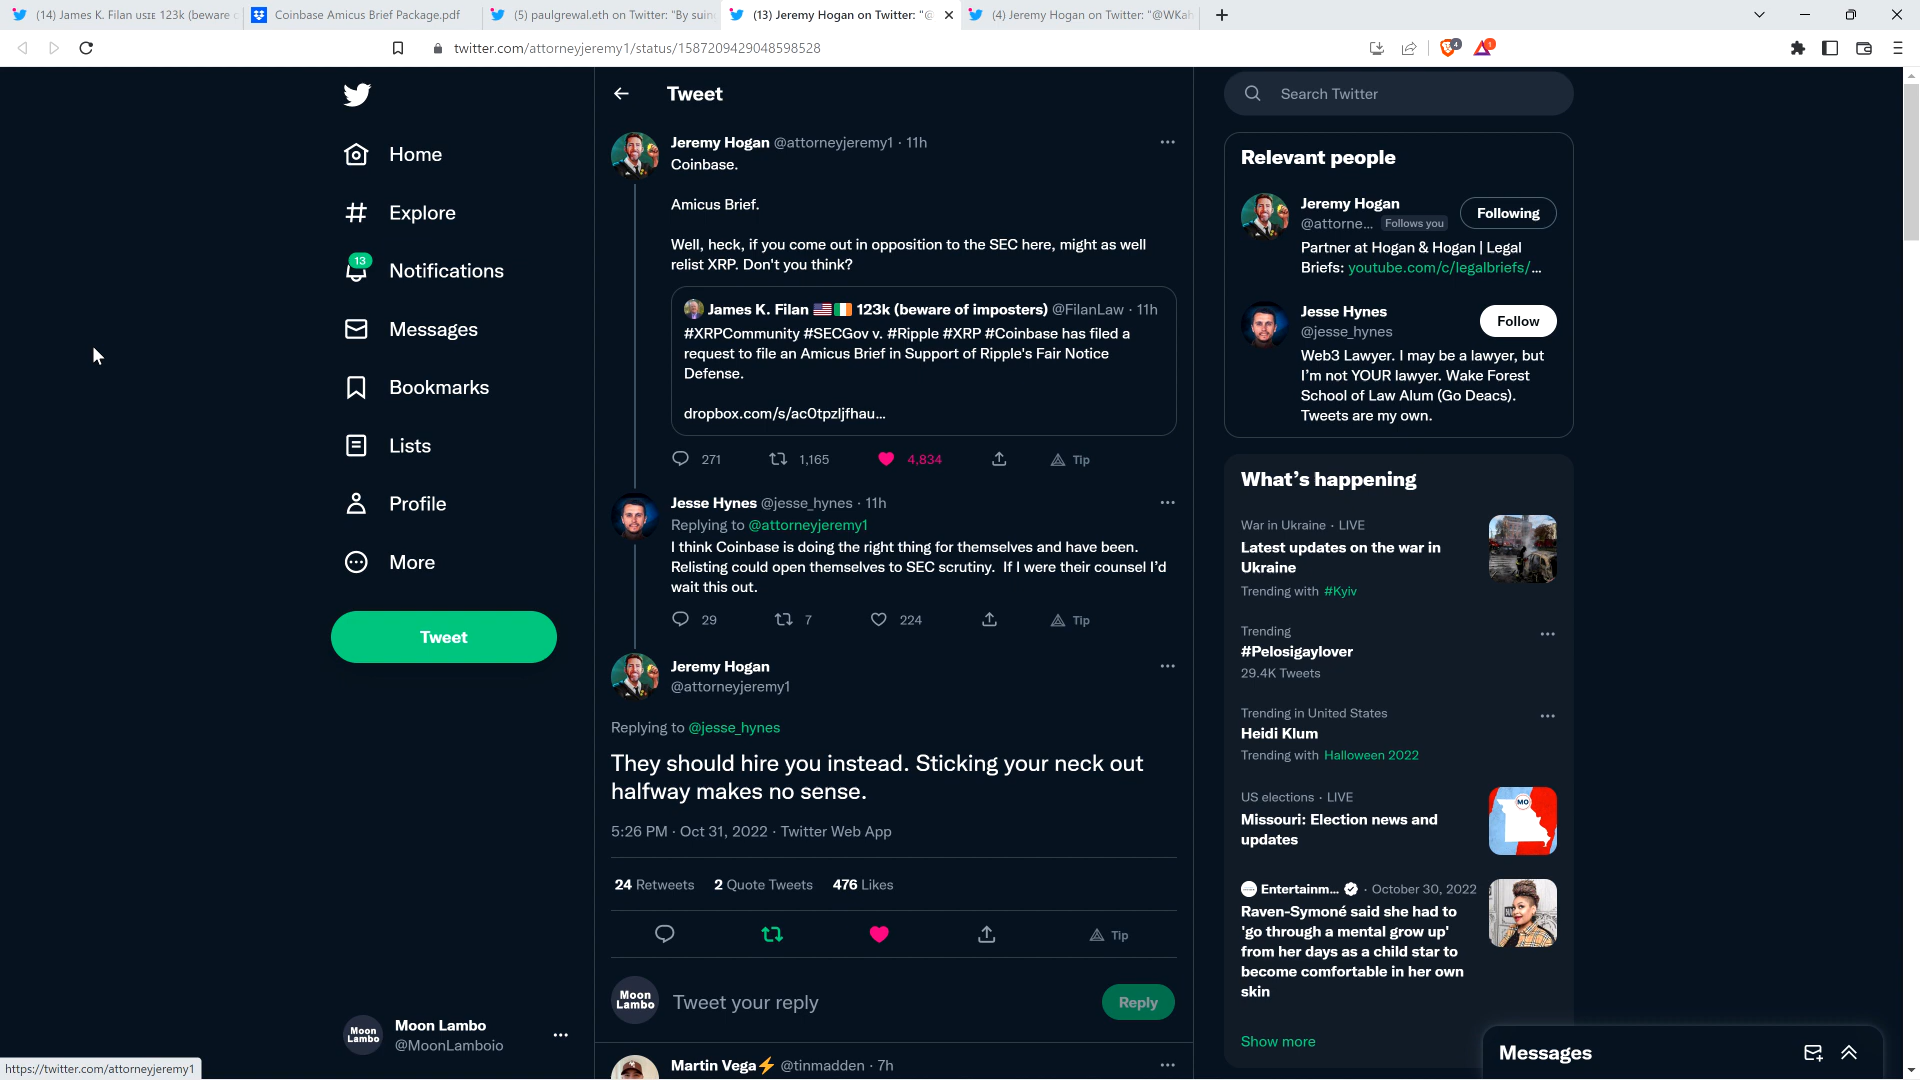 (14) James K. Filan 🇺🇸🇮🇪 123k (beware o
Coinbase Amicus Brief Package.pdf
(5) paulgrewal.eth on Twitter: "By suin
(13) Jeremy Hogan on Twitter: "@
(4) Jeremy Hogan on Twitter: "@WKah
twitter.com/attorneyjeremy1/status/1587209429048598528
4
1
Home
Explore
13
Notifications
Messages
Bookmarks
Lists
Profile
More
Tweet
Moon Lambo
Moon Lambo
@MoonLamboio
https://twitter.com/attorneyjeremy1
Tweet
Jeremy Hogan @attorneyjeremy1 · 11h
Coinbase.
Amicus Brief.
Well, heck, if you come out in opposition to the SEC here, might as well
relist XRP. Don't you think?
James K. Filan 🇺🇸🇮🇪 123k (beware of imposters) @FilanLaw · 11h
#XRPCommunity #SECGov v. #Ripple #XRP #Coinbase has filed a
request to file an Amicus Brief in Support of Ripple's Fair Notice
Defense.
dropbox.com/s/ac0tpzljfhau...
271 1,165 4,834 Tip
Jesse Hynes @jesse_hynes · 11h
Replying to @attorneyjeremy1
I think Coinbase is doing the right thing for themselves and have been.
Relisting could open themselves to SEC scrutiny. If I were their counsel I'd
wait this out.
29 7 224 Tip
Jeremy Hogan
@attorneyjeremy1
Replying to @jesse_hynes
They should hire you instead. Sticking your neck out
halfway makes no sense.
5:26 PM · Oct 31, 2022 · Twitter Web App
24 Retweets 2 Quote Tweets 476 Likes
Tip
Moon Lambo
Tweet your reply
Reply
Martin Vega⚡ @tinmadden · 7h
Search Twitter
Relevant people
Jeremy Hogan
@attorne... Follows you
Following
Partner at Hogan & Hogan | Legal
Briefs: youtube.com/c/legalbriefs/...
Jesse Hynes
@jesse_hynes
Follow
Web3 Lawyer. I may be a lawyer, but
I'm not YOUR lawyer. Wake Forest
School of Law Alum (Go Deacs).
Tweets are my own.
What's happening
War in Ukraine · LIVE
Latest updates on the war in
Ukraine
Trending with #Kyiv
Trending
#Pelosigaylover
29.4K Tweets
Trending in United States
Heidi Klum
Trending with Halloween 2022
US elections · LIVE
Missouri: Election news and
updates
MO
Entertainm... · October 30, 2022
Raven-Symoné said she had to
'go through a mental grow up'
from her days as a child star to
become comfortable in her own
skin
Show more
Messages